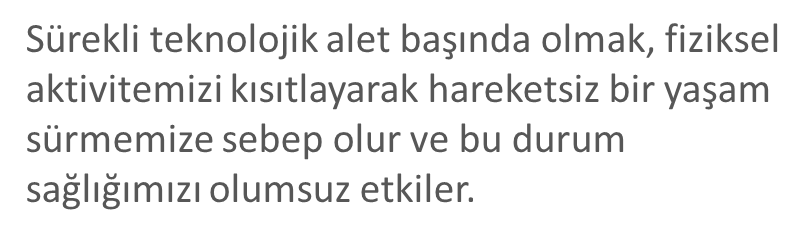 Sürekli teknolojik alet başında olmak, fiziksel
aktivitemizi kısıtlayarak hareketsiz bir yaşam
sürmemize sebep olur ve bu durum
sağlığımızı olumsuz etkiler.